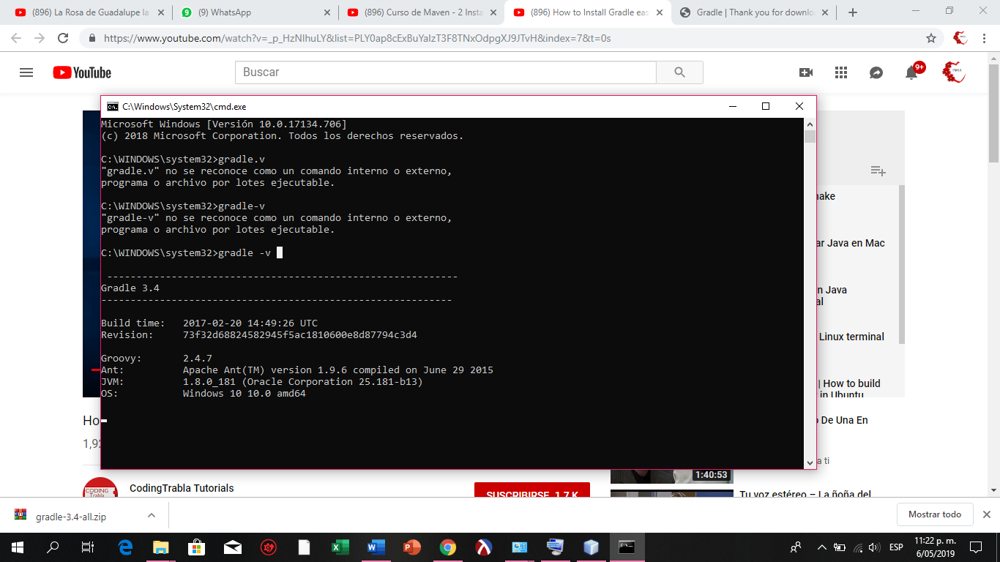 (896) La Rosa de Guadalupe la
(9) WhatsApp
(896) Curso de Maven - 2 Insta
(896) How to Install Gradle eas
Gradle | Thank you for downlo
https://www.youtube.com/watch?v=_p_HzNIhuLY&list=PLY0ap8cExBuYaIzT3F8TNxOdpgXJ9JTvH&index=7&t=0s
YouTube
Buscar
9+
C:\Windows\System32\cmd.exe
Microsoft Windows [Versión 10.0.17134.706]
(c) 2018 Microsoft Corporation. Todos los derechos reservados.
C:\WINDOWS\system32>gradle.v
"gradle.v" no se reconoce como un comando interno o externo,
programa o archivo por lotes ejecutable.
C:\WINDOWS\system32>gradle-v
"gradle-v" no se reconoce como un comando interno o externo,
programa o archivo por lotes ejecutable.
C:\WINDOWS\system32>gradle -v
------------------------------------------------------------
Gradle 3.4
------------------------------------------------------------
Build time: 2017-02-20 14:49:26 UTC
Revision: 73f32d68824582945f5ac1810600e8d87794c3d4
Groovy: 2.4.7
Ant: Apache Ant(TM) version 1.9.6 compiled on June 29 2015
JVM: 1.8.0_181 (Oracle Corporation 25.181-b13)
OS: Windows 10 10.0 amd64
make
ar Java en Mac
n Java
al
Linux terminal
| How to build
in Ubuntu
De Una En
a ti
Ho
1,92
1:40:53
CodingTrabla Tutorials
SUSCRIBIRSE 1.7 K
Tu voz estéreo – La ñoña del
CODING
Trabla
gradle-3.4-all.zip
Mostrar todo
ESP
11:22 p. m.
6/05/2019